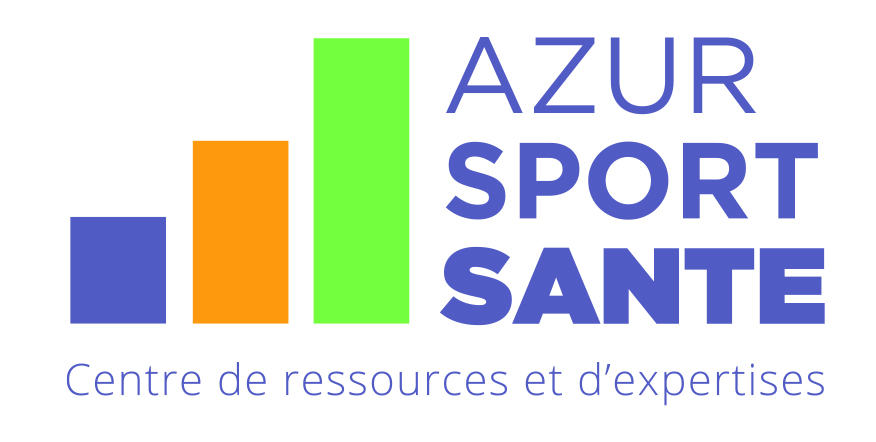 AZUR
SPORT
SANTE
Centre de ressources et d’expertises